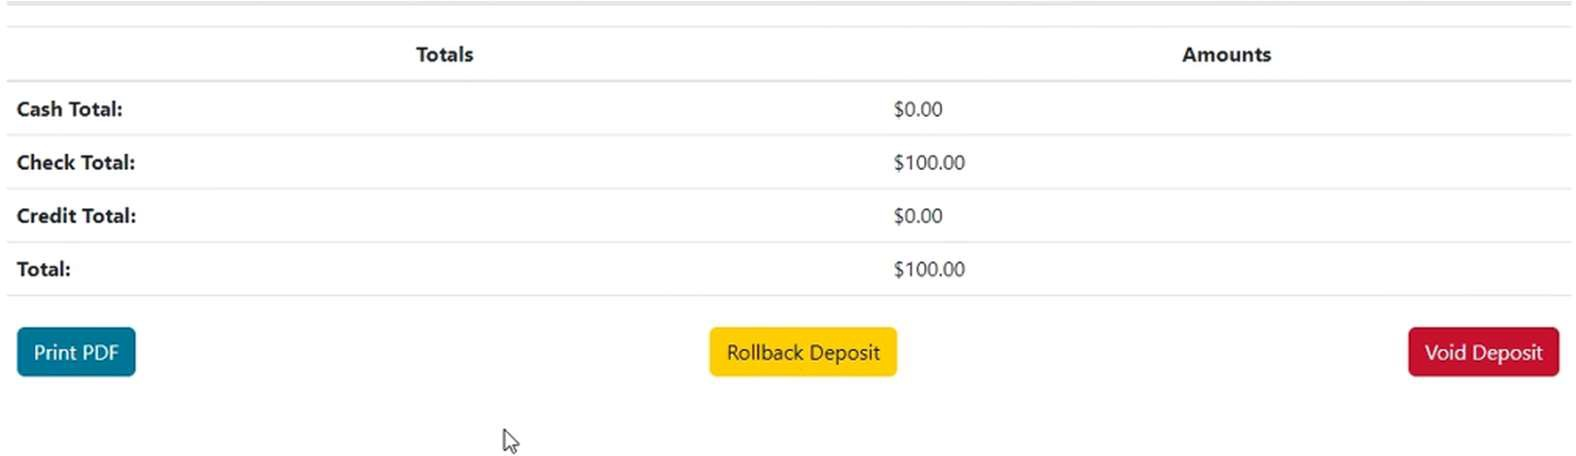 Totals Amounts
Cash Total: $0.00
Check Total: $100.00
Credit Total: $0.00
Total: $100.00
Print PDF Rollback Deposit Void Deposit